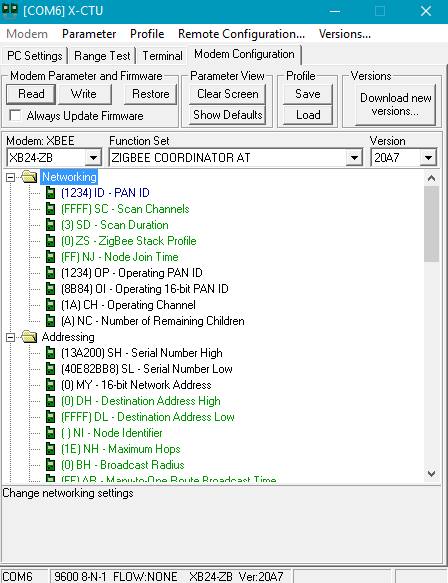 [COM6] X-CTU
Modem Parameter Profile Remote Configuration... Versions...
PC Settings Range Test Terminal Modem Configuration
Modem Parameter and Firmware Parameter View Profile Versions
Read Write Restore Clear Screen Save Download new versions...
Always Update Firmware Show Defaults Load
Modem: XBEE Function Set Version
XB24-ZB ZIGBEE COORDINATOR AT 20A7
Networking
(1234) ID - PAN ID
(FFFF) SC - Scan Channels
(3) SD - Scan Duration
(0) ZS - ZigBee Stack Profile
(FF) NJ - Node Join Time
(1234) OP - Operating PAN ID
(8B84) OI - Operating 16-bit PAN ID
(1A) CH - Operating Channel
(A) NC - Number of Remaining Children
Addressing
(13A200) SH - Serial Number High
(40E82BB8) SL - Serial Number Low
(0) MY - 16-bit Network Address
(0) DH - Destination Address High
(FFFF) DL - Destination Address Low
( ) NI - Node Identifier
(1E) NH - Maximum Hops
(0) BH - Broadcast Radius
(FF) AR - Many-to-One Route Broadcast Time
Change networking settings
COM6 9600 8-N-1 FLOW:NONE XB24-ZB Ver:20A7